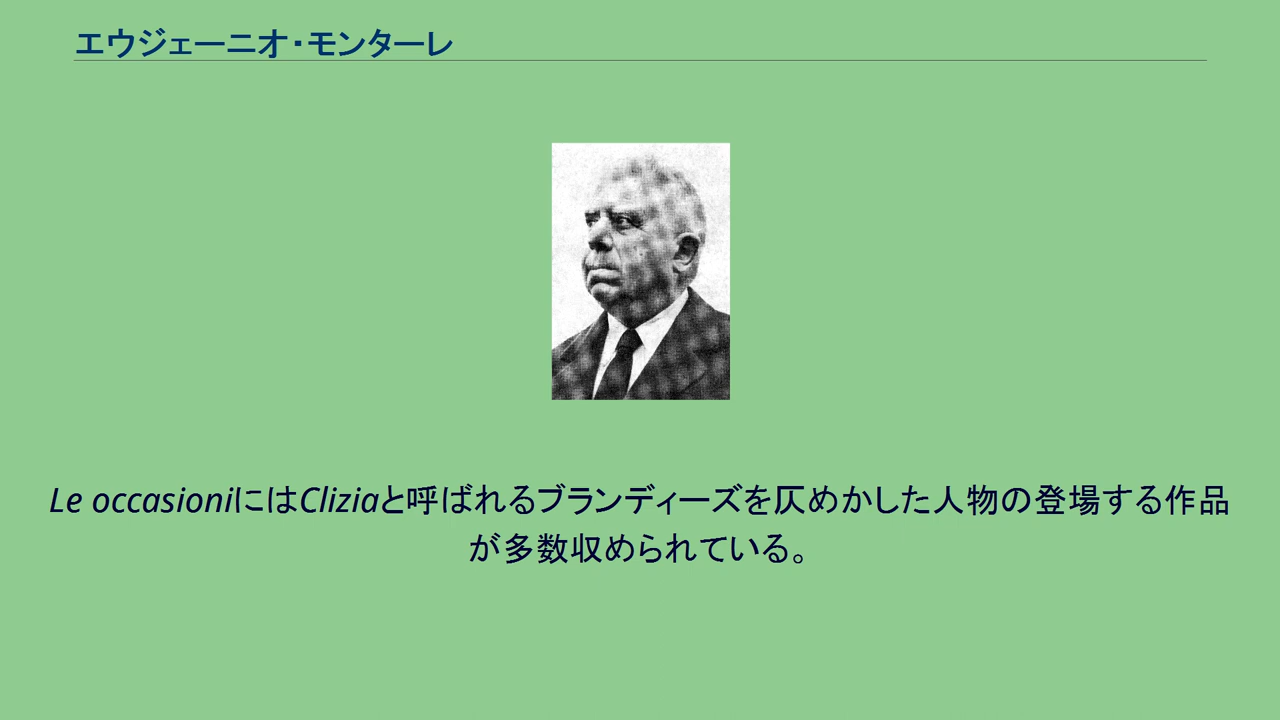 エウジェーニオ・モンターレ
Le occasioniにはCliziaと呼ばれるブランディーズを仄めかした人物の登場する作品
が多数収められている。